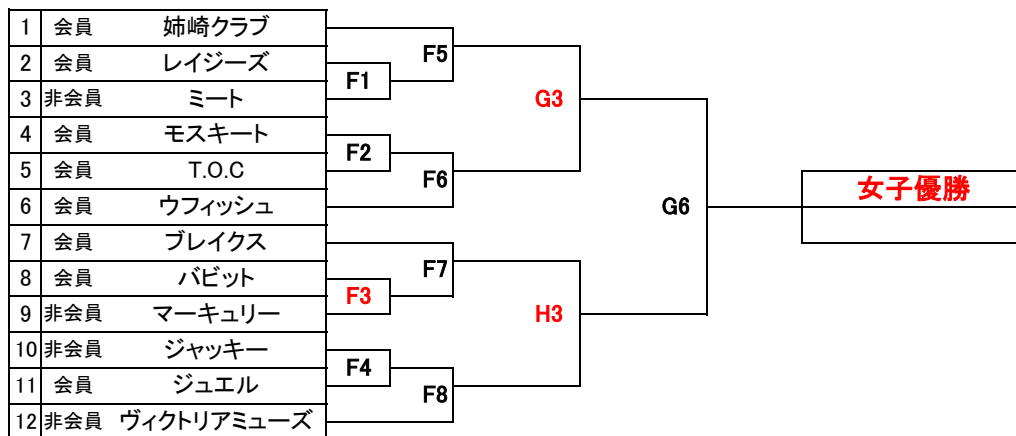 1 会員 姉崎クラブ
2 会員 レイジーズ
3 非会員 ミート
4 会員 モスキート
5 会員 T.O.C
6 会員 ウフィッシュ
7 会員 ブレイクス
8 会員 バビット
9 非会員 マーキュリー
10 非会員 ジャッキー
11 会員 ジュエル
12 非会員 ヴィクトリアミューズ
F1
F2
F3
F4
F5
F6
F7
F8
G3
H3
G6
女子優勝